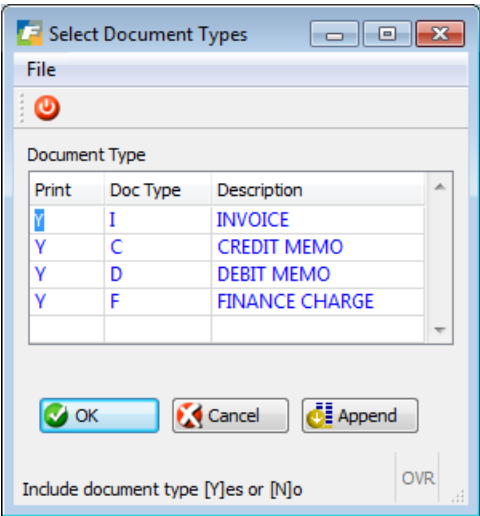 Select Document Types
File
Document Type
Print Doc Type Description
Y I INVOICE
Y C CREDIT MEMO
Y D DEBIT MEMO
Y F FINANCE CHARGE
OK Cancel Append
Include document type [Y]es or [N]o OVR